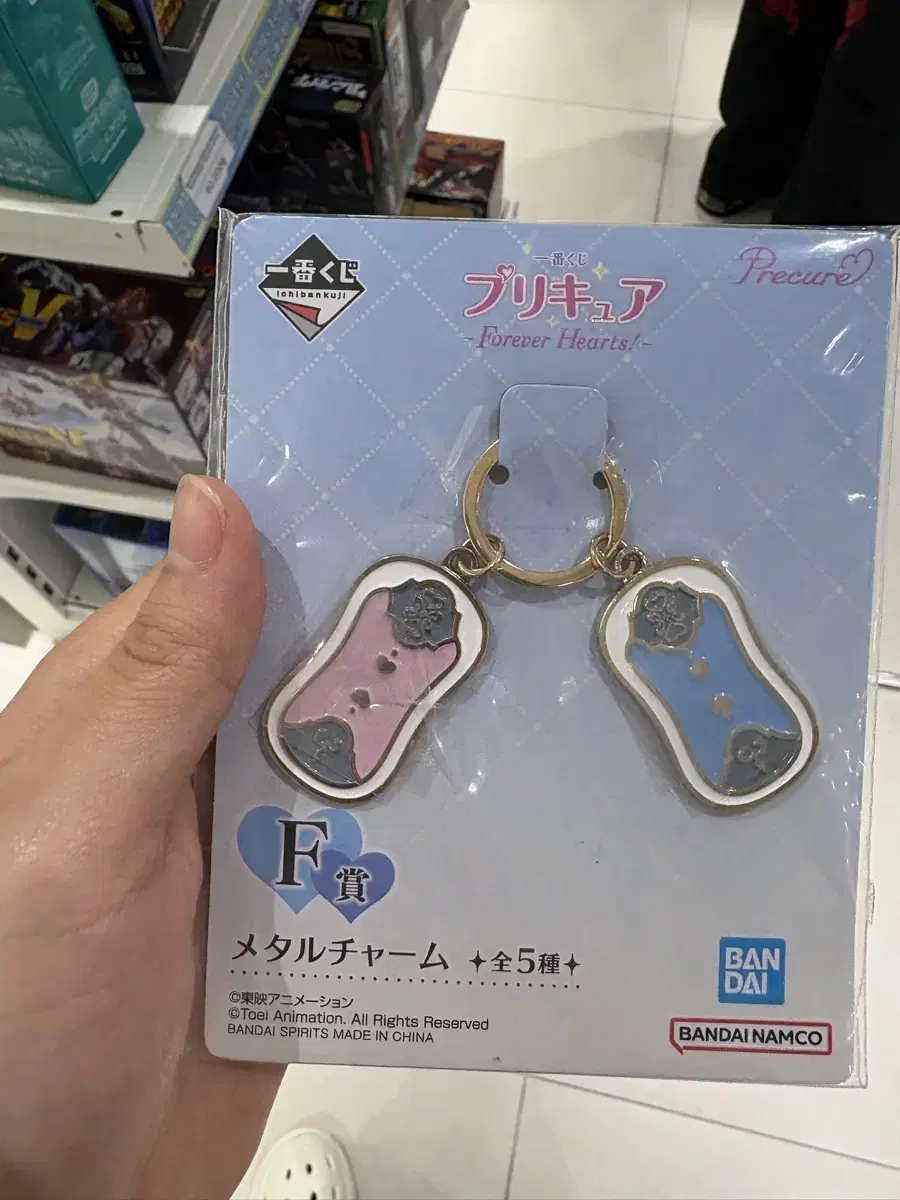 一番くじ
Ichibankuji
一番くじ
プリキュア
-Forever Hearts!-
Precure
F賞
メタルチャーム ✦全5種✦
©東映アニメーション
©Toei Animation. All Rights Reserved
BANDAI SPIRITS MADE IN CHINA
BAN
DAI
BANDAI NAMCO